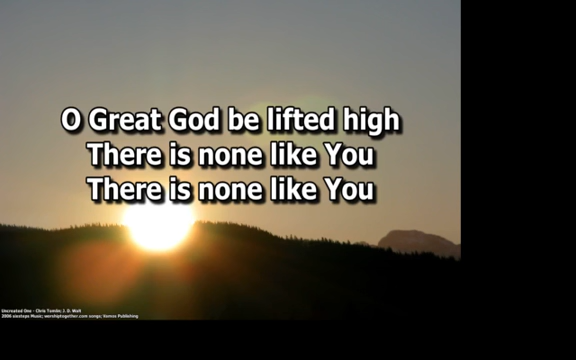 O Great God be lifted high
There is none like You
There is none like You
Uncreated One - Chris Tomlin; J. D. Walt
2006 sixsteps Music; worshiptogether.com songs; Vamos Publishing